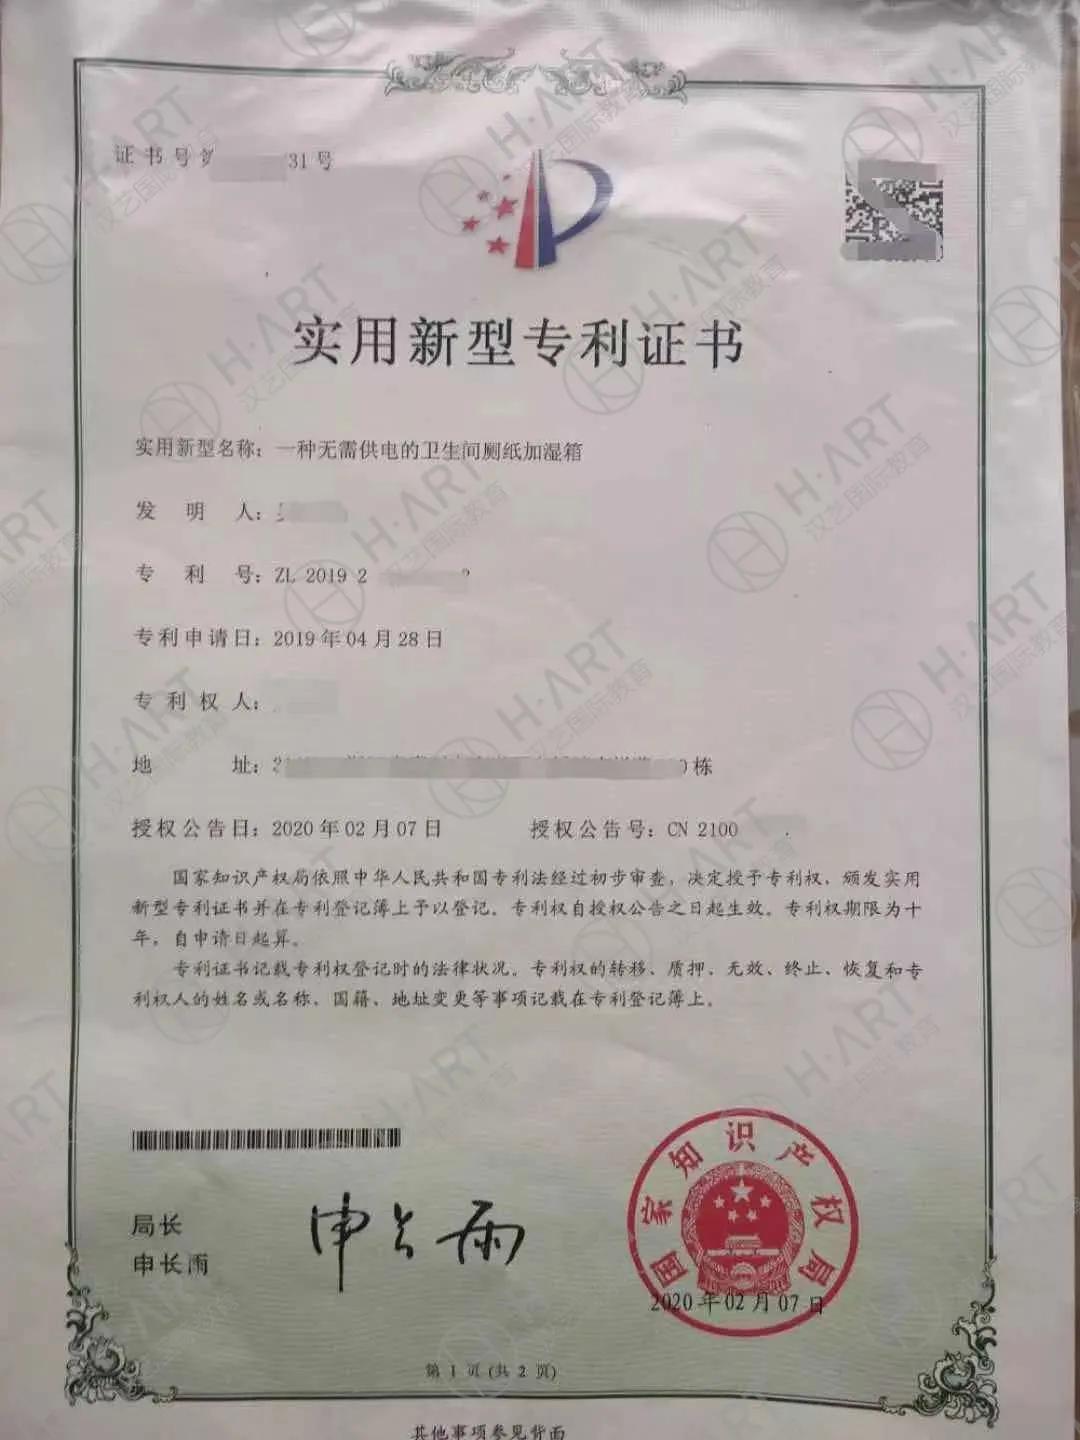 证书号第 31号
实用新型专利证书
实用新型名称：一种无需供电的卫生间厕纸加湿箱
发明人：
专利号：ZL 2019 2
专利申请日：2019年04月28日
专利权人：
地址：2 0栋
授权公告日：2020年02月07日 授权公告号：CN 2100
国家知识产权局依照中华人民共和国专利法经过初步审查，决定授予专利权，颁发实用
新型专利证书并在专利登记簿上予以登记。专利权自授权公告之日起生效。专利权期限为十
年，自申请日起算。
专利证书记载专利权登记时的法律状况。专利权的转移、质押、无效、终止、恢复和专
利权人的姓名或名称、国籍、地址变更等事项记载在专利登记簿上。
局长
申长雨
申长雨
国家知识产权局
2020年02月07日
第 1 页 (共 2 页)
其他事项参见背面
H·ART
汉艺国际教育